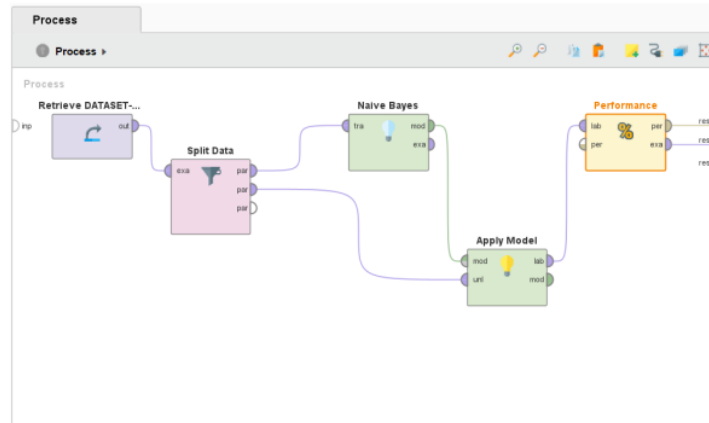 Process
Process
Process
Retrieve DATASET-...
inp
out
Split Data
exa
par
par
par
Naive Bayes
tra
mod
exa
Apply Model
mod
lab
unl
mod
Performance
lab
per
%
per
exa
res
res
res